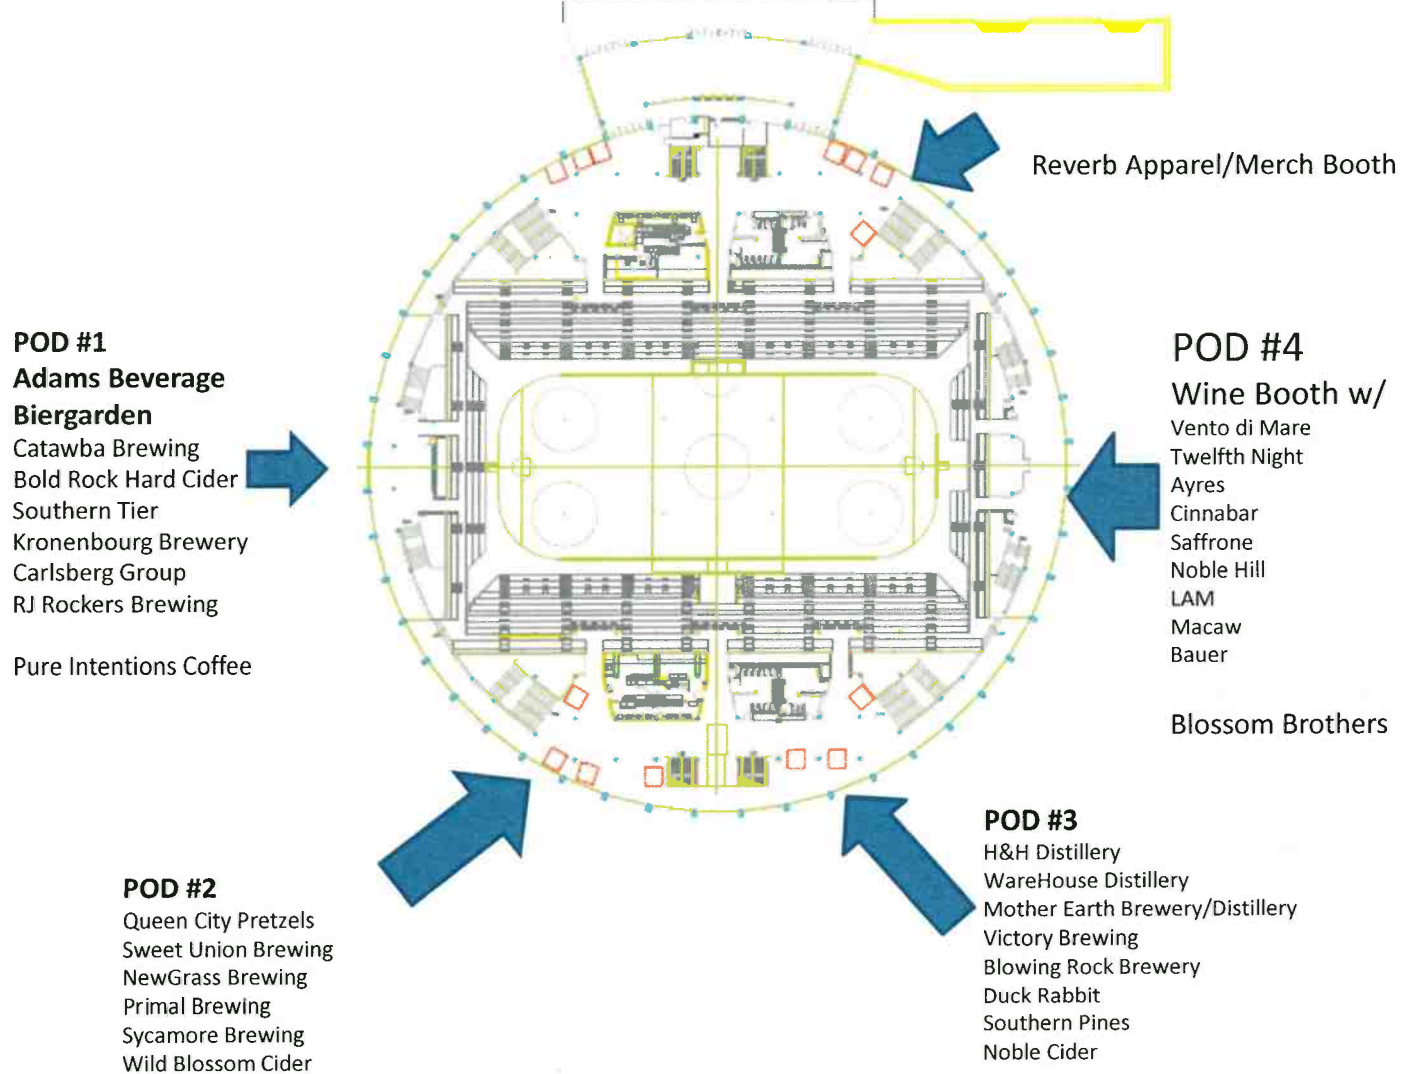 Reverb Apparel/Merch Booth
POD #1
Adams Beverage
Biergarden
Catawba Brewing
Bold Rock Hard Cider
Southern Tier
Kronenbourg Brewery
Carlsberg Group
RJ Rockers Brewing
Pure Intentions Coffee
POD #4
Wine Booth w/
Vento di Mare
Twelfth Night
Ayres
Cinnabar
Saffrone
Noble Hill
LAM
Macaw
Bauer
Blossom Brothers
POD #2
Queen City Pretzels
Sweet Union Brewing
NewGrass Brewing
Primal Brewing
Sycamore Brewing
Wild Blossom Cider
POD #3
H&H Distillery
WareHouse Distillery
Mother Earth Brewery/Distillery
Victory Brewing
Blowing Rock Brewery
Duck Rabbit
Southern Pines
Noble Cider